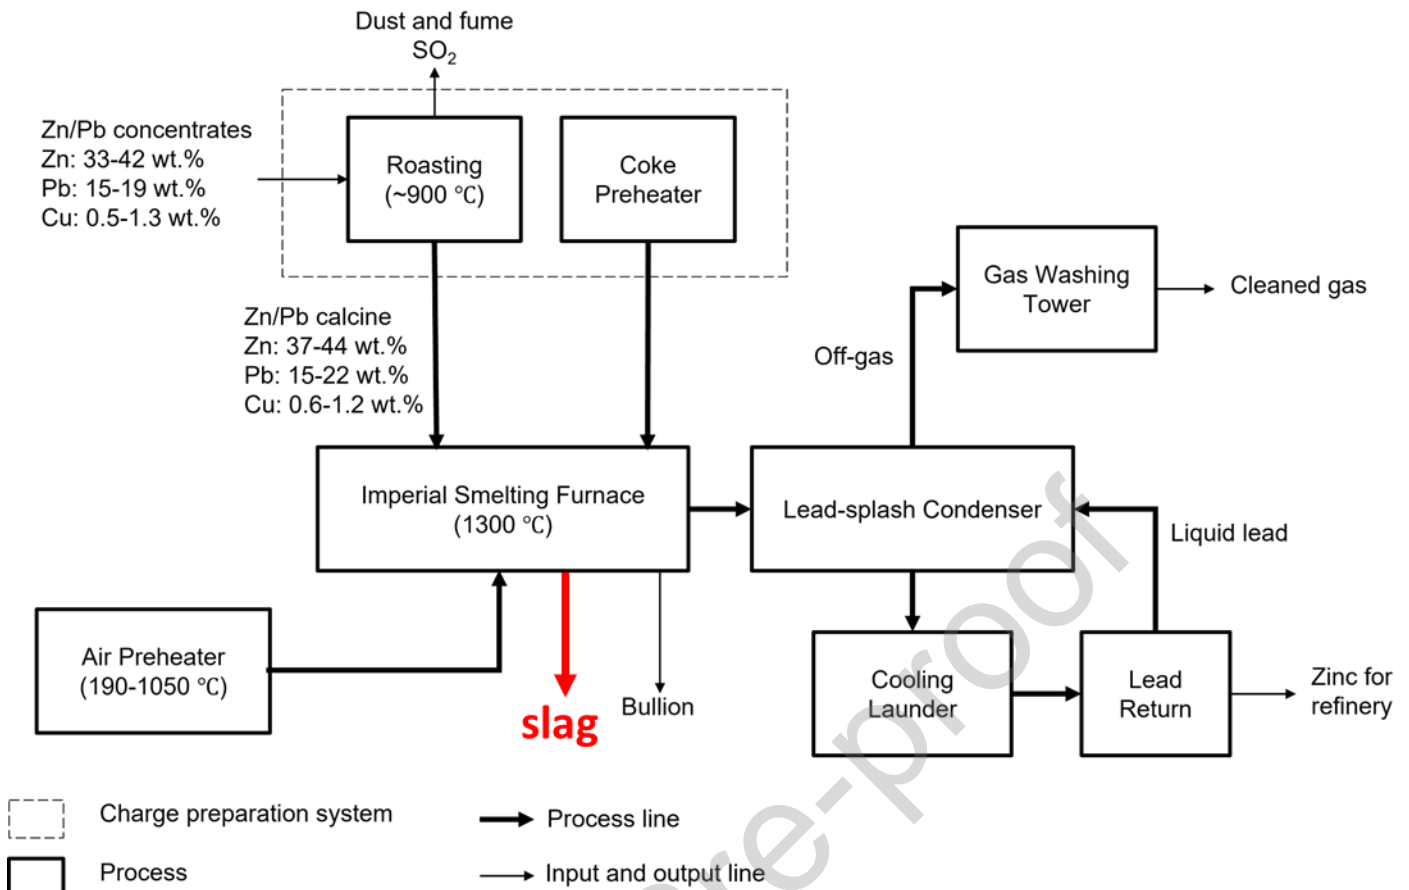 Dust and fume
SO₂
Zn/Pb concentrates
Zn: 33-42 wt.%
Pb: 15-19 wt.%
Cu: 0.5-1.3 wt.%
Roasting
(~900 ℃)
Coke
Preheater
Gas Washing
Tower
Cleaned gas
Zn/Pb calcine
Zn: 37-44 wt.%
Pb: 15-22 wt.%
Cu: 0.6-1.2 wt.%
Off-gas
Imperial Smelting Furnace
(1300 ℃)
Lead-splash Condenser
Liquid lead
Air Preheater
(190-1050 ℃)
slag
Bullion
Cooling
Launder
Lead
Return
Zinc for
refinery
Charge preparation system
Process line
Process
Input and output line
re-proof